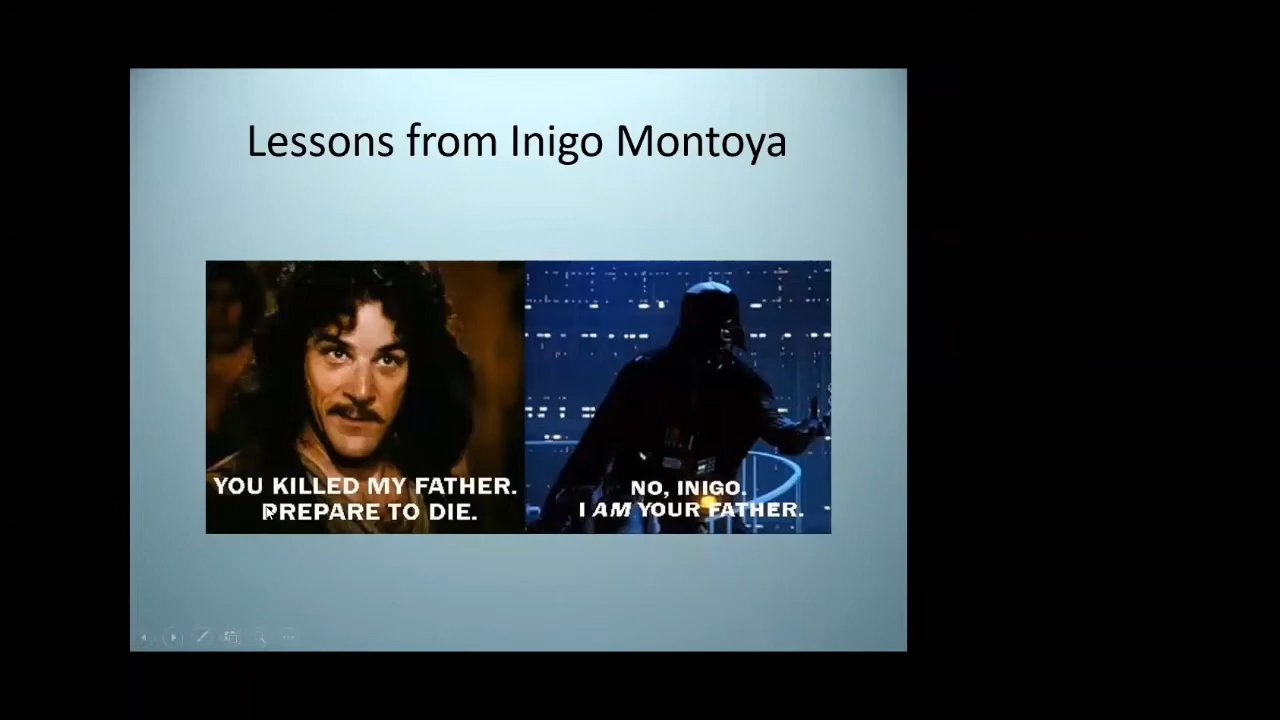 Lessons from Inigo Montoya
YOU KILLED MY FATHER.
PREPARE TO DIE.
NO, INIGO.
I AM YOUR FATHER.